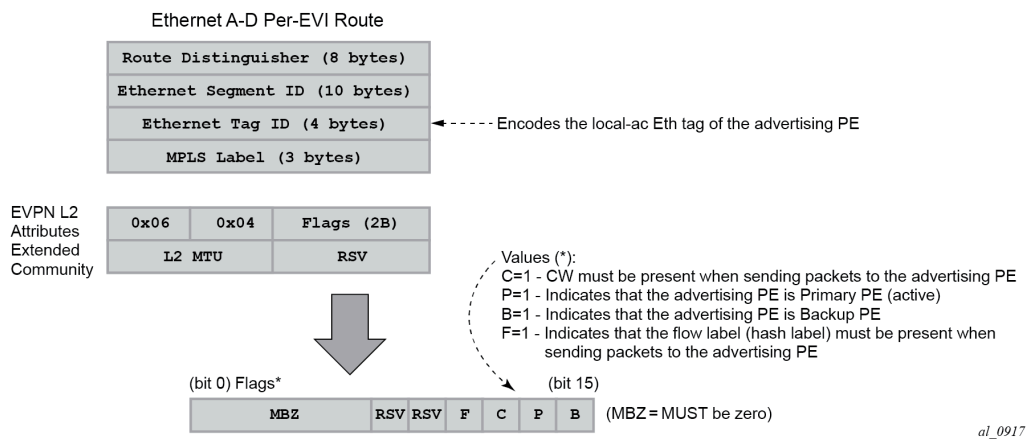 Ethernet A-D Per-EVI Route
Route Distinguisher (8 bytes)
Ethernet Segment ID (10 bytes)
Ethernet Tag ID (4 bytes)
Encodes the local-ac Eth tag of the advertising PE
MPLS Label (3 bytes)
EVPN L2
Attributes
Extended
Community
0x06 0x04 Flags (2B)
L2 MTU RSV
Values (*):
C=1 - CW must be present when sending packets to the advertising PE
P=1 - Indicates that the advertising PE is Primary PE (active)
B=1 - Indicates that the advertising PE is Backup PE
F=1 - Indicates that the flow label (hash label) must be present when
sending packets to the advertising PE
(bit 0) Flags* (bit 15)
MBZ RSV RSV F C P B (MBZ = MUST be zero)
al_0917